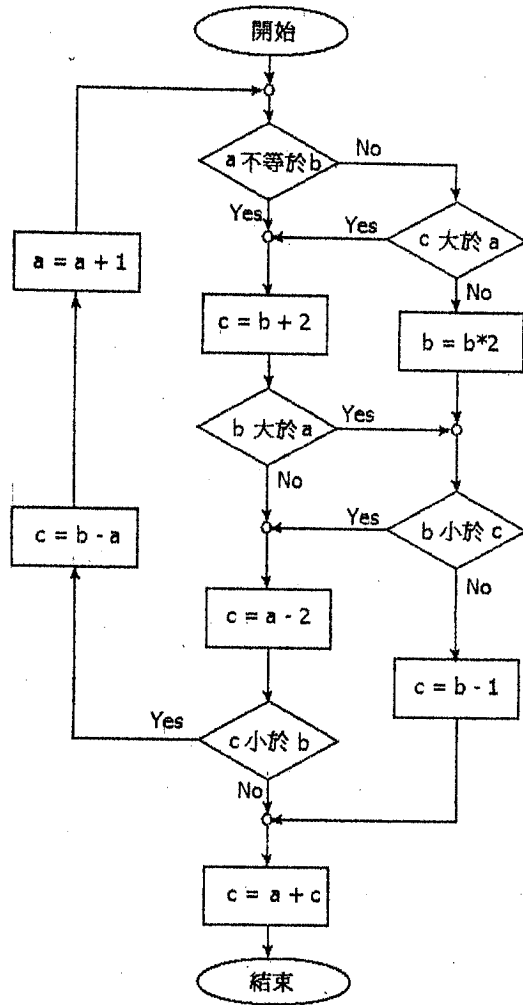 開始
a 不等於 b
No
Yes
Yes
c 大於 a
a = a + 1
No
c = b + 2
b = b*2
b 大於 a
Yes
No
Yes
b 小於 c
c = b - a
No
c = a - 2
c = b - 1
Yes
c 小於 b
No
c = a + c
結束